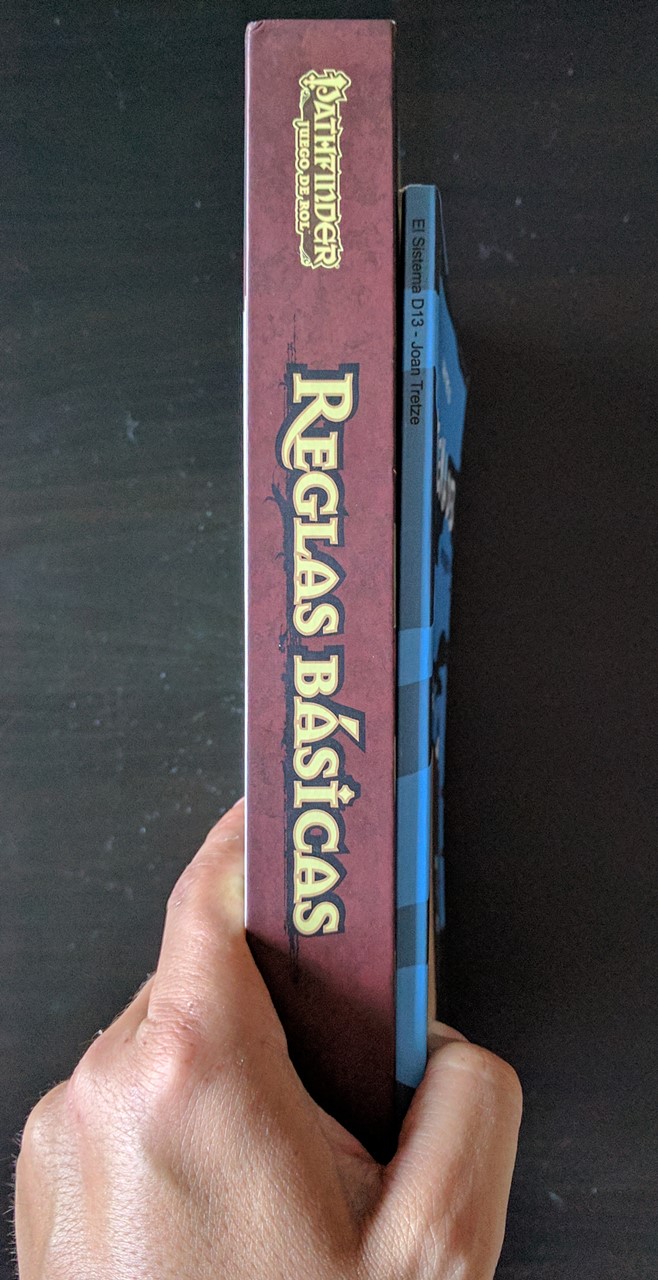 PATHFINDER
JUEGO DE ROL
REGLAS BÁSICAS
El Sistema D13 - Joan Tretze